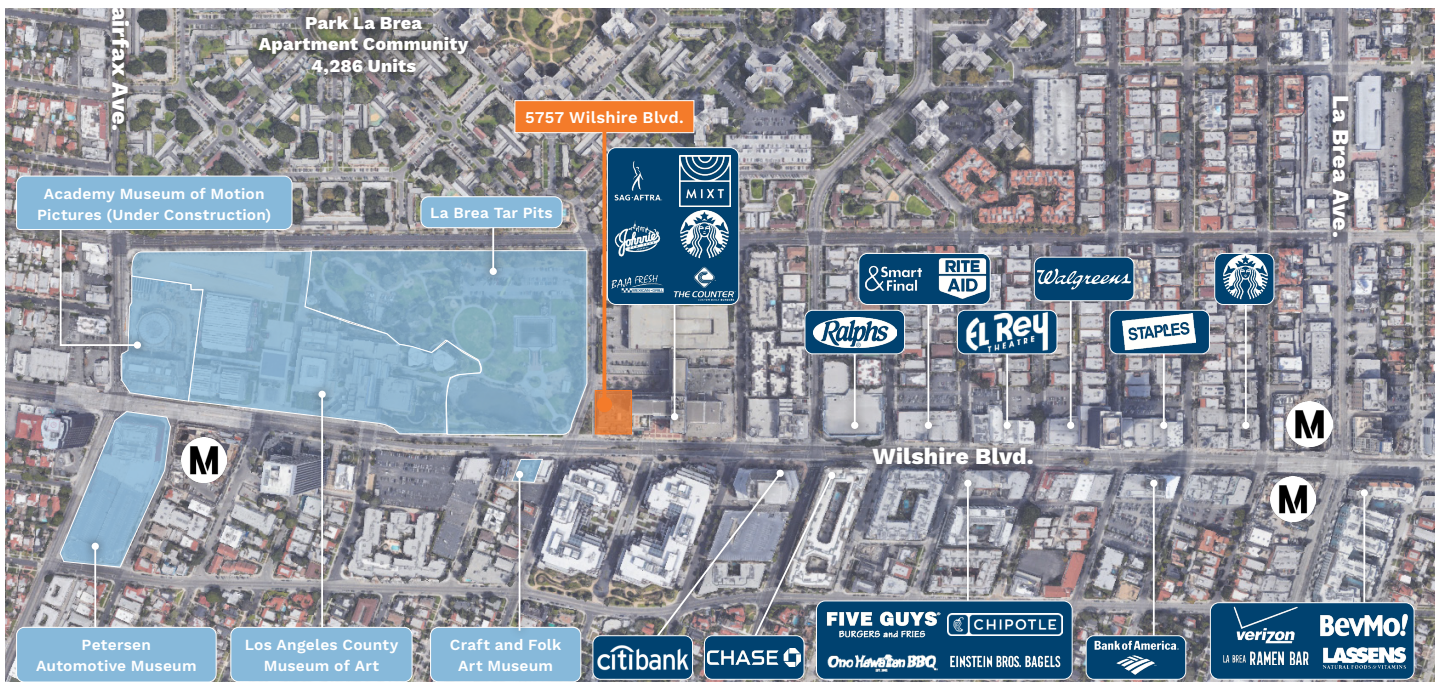 Fairfax Ave.
Park La Brea
Apartment Community
4,286 Units
5757 Wilshire Blvd.
La Brea Ave.
Academy Museum of Motion
Pictures (Under Construction)
La Brea Tar Pits
SAG·AFTRA
MIXT
Johnnie's
BAJA FRESH
THE COUNTER
&Smart
Final
RITE
AID
Walgreens
Ralphs
EL Rey
THEATRE
STAPLES
M
M
Wilshire Blvd.
M
Petersen
Automotive Museum
Los Angeles County
Museum of Art
Craft and Folk
Art Museum
citibank
CHASE
FIVE GUYS
BURGERS and FRIES
CHIPOTLE
Ono Hawaiian BBQ
EINSTEIN BROS. BAGELS
Bank of America
verizon
BevMo!
LA BREA RAMEN BAR
LASSENS
NATURAL FOODS & VITAMINS